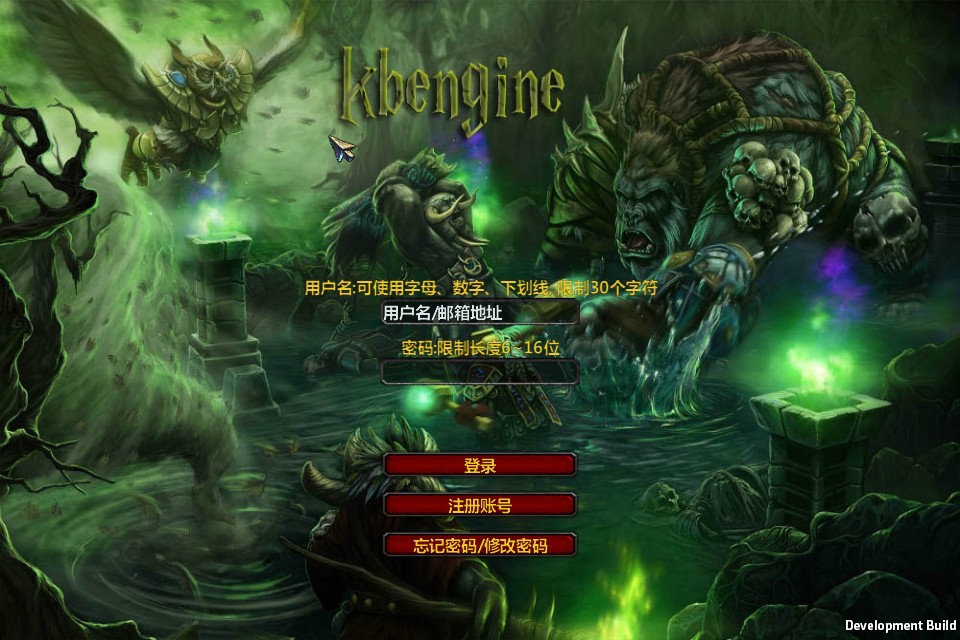 kbengine
用户名:可使用字母、数字、下划线,限制30个字符
用户名/邮箱地址
密码:限制长度6~16位
登录
注册账号
忘记密码/修改密码
Development Build